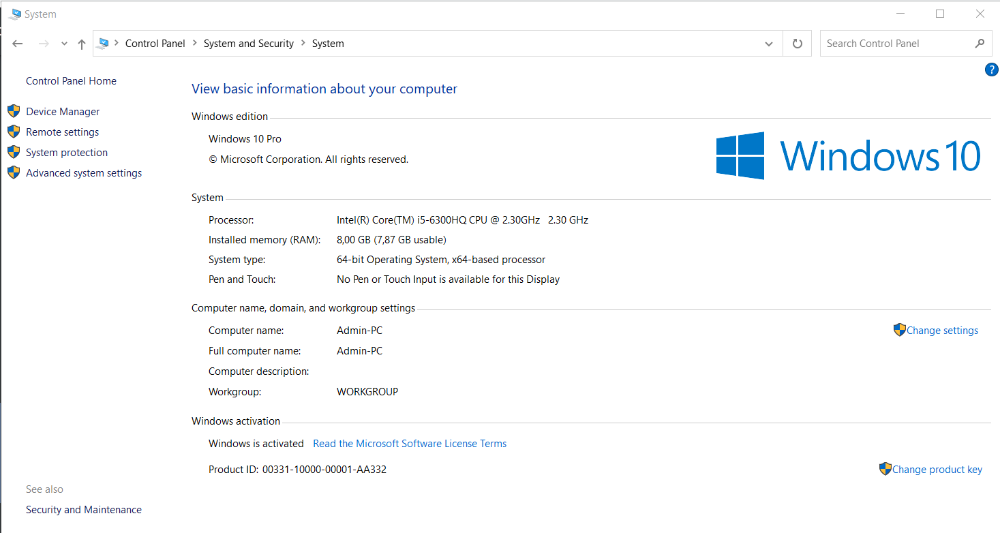 System
Control Panel > System and Security > System
Search Control Panel
?
Control Panel Home
Device Manager
Remote settings
System protection
Advanced system settings
View basic information about your computer
Windows edition
Windows 10 Pro
© Microsoft Corporation. All rights reserved.
Windows 10
System
Processor: Intel(R) Core(TM) i5-6300HQ CPU @ 2.30GHz 2.30 GHz
Installed memory (RAM): 8,00 GB (7,87 GB usable)
System type: 64-bit Operating System, x64-based processor
Pen and Touch: No Pen or Touch Input is available for this Display
Computer name, domain, and workgroup settings
Computer name: Admin-PC
Change settings
Full computer name: Admin-PC
Computer description:
Workgroup: WORKGROUP
Windows activation
Windows is activated Read the Microsoft Software License Terms
Product ID: 00331-10000-00001-AA332
Change product key
See also
Security and Maintenance